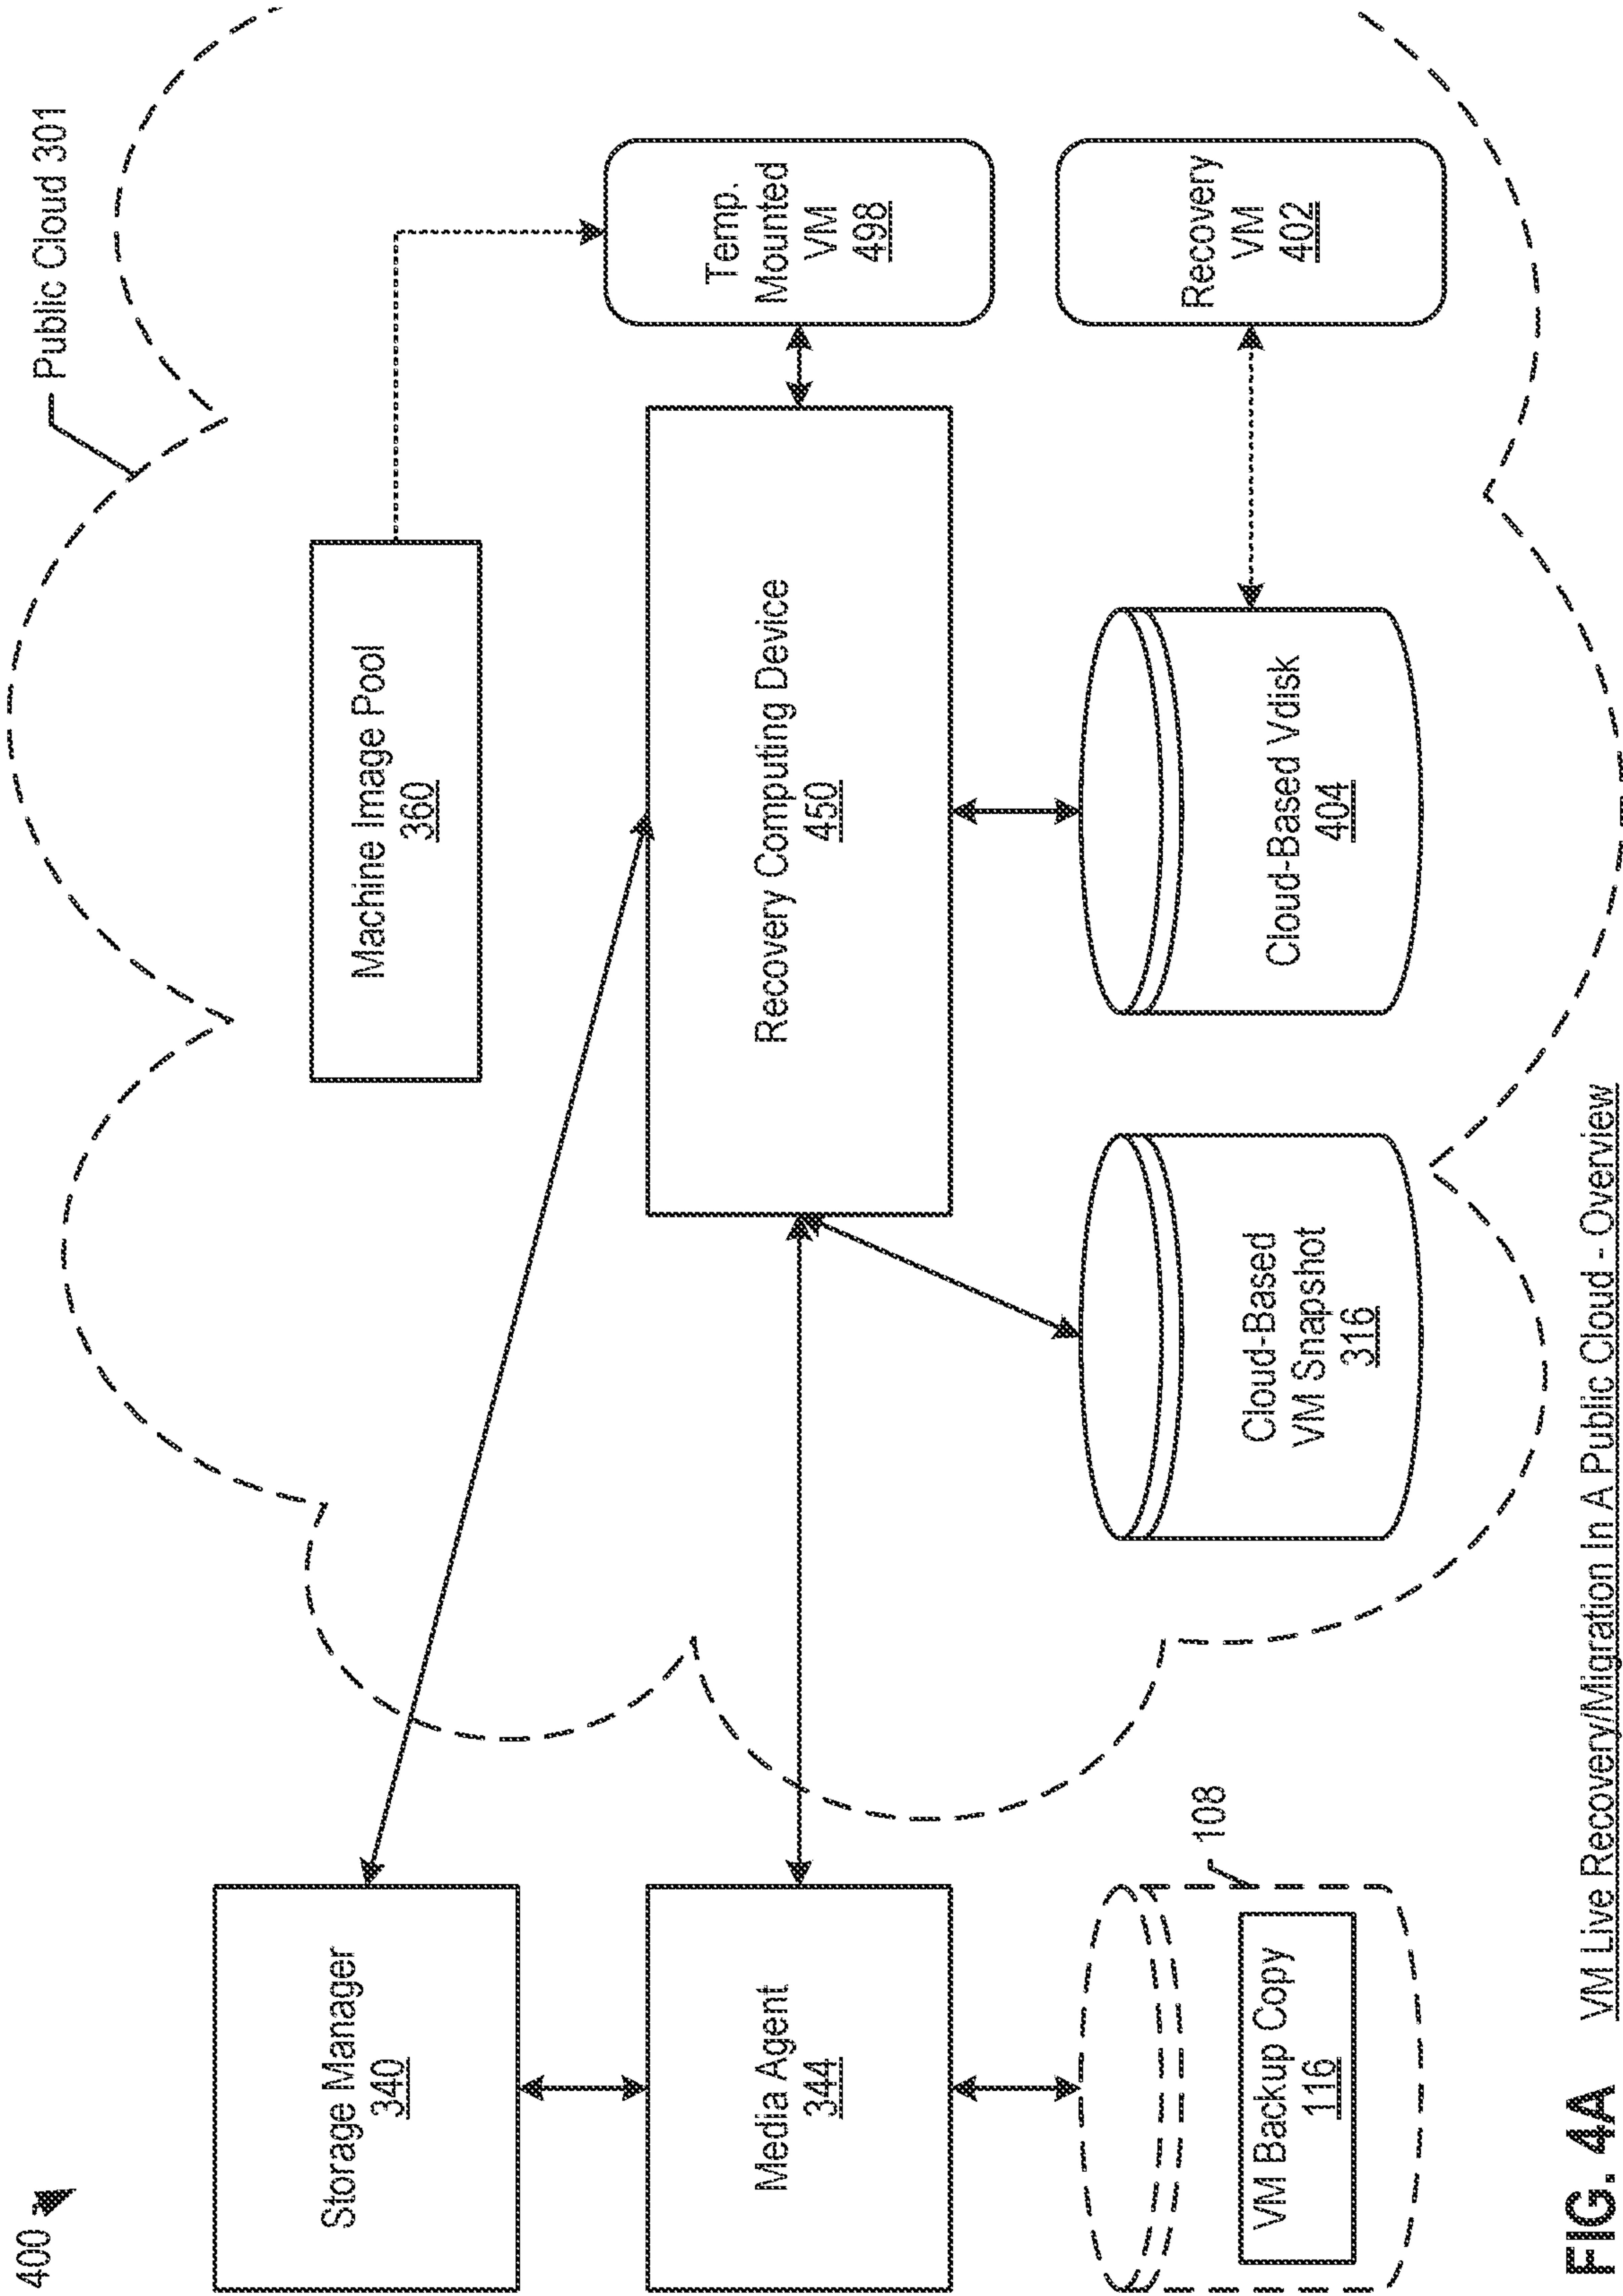 400
Public Cloud 301
Storage Manager
340
Machine Image Pool
360
Media Agent
344
Recovery Computing Device
450
Temp.
Mounted
VM
498
108
VM Backup Copy
116
Cloud-Based
VM Snapshot
316
Cloud-Based Vdisk
404
Recovery
VM
402
FIG. 4A VM Live Recovery/Migration In A Public Cloud - Overview